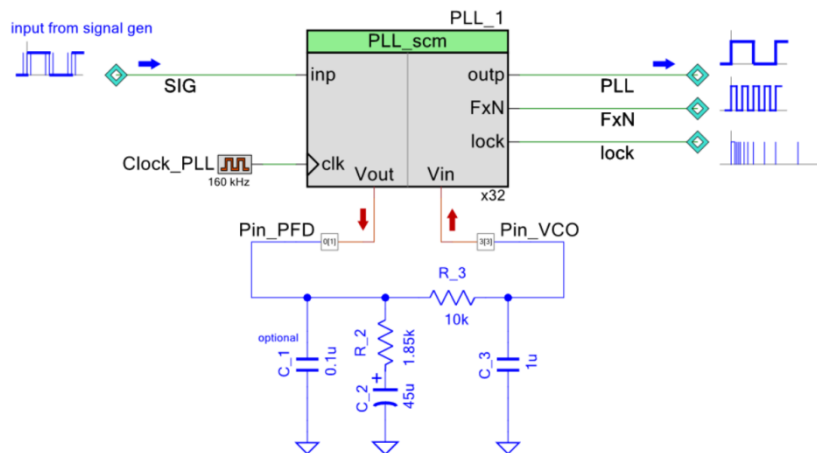 PLL_1
input from signal gen
PLL_scm
inp
outp
SIG
PLL
FxN
FxN
lock
lock
Clock_PLL
clk
160 kHz
Vout
Vin
x32
Pin_PFD
0[1]
3[3]
Pin_VCO
R_3
10k
optional
C_1
0.1u
R_2
1.85k
+
C_2
45u
C_3
1u